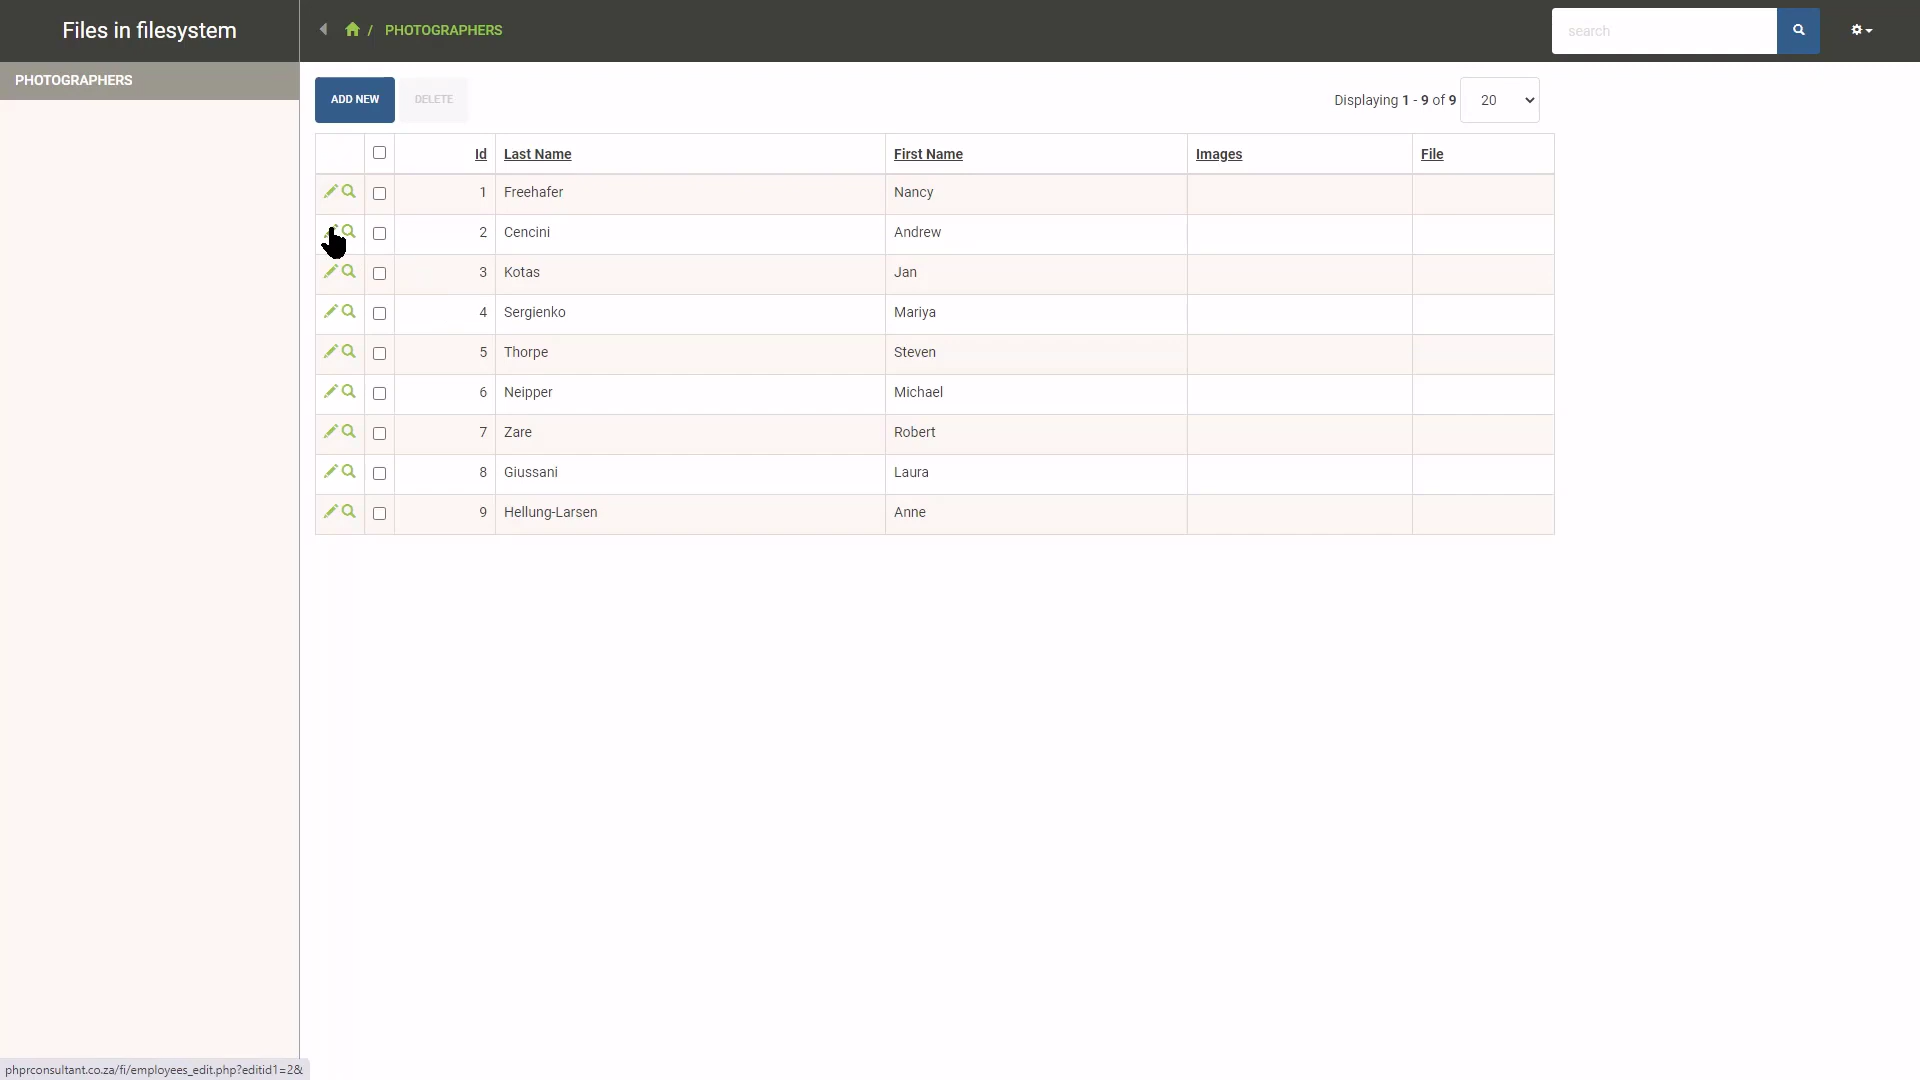 Files in filesystem
/ PHOTOGRAPHERS
search
PHOTOGRAPHERS
ADD NEW DELETE Displaying 1 - 9 of 9 20
Id Last Name First Name Images File
1 Freehafer Nancy
2 Cencini Andrew
3 Kotas Jan
4 Sergienko Mariya
5 Thorpe Steven
6 Neipper Michael
7 Zare Robert
8 Giussani Laura
9 Hellung-Larsen Anne
phprconsultant.co.za/fi/employees_edit.php?editid1=2&